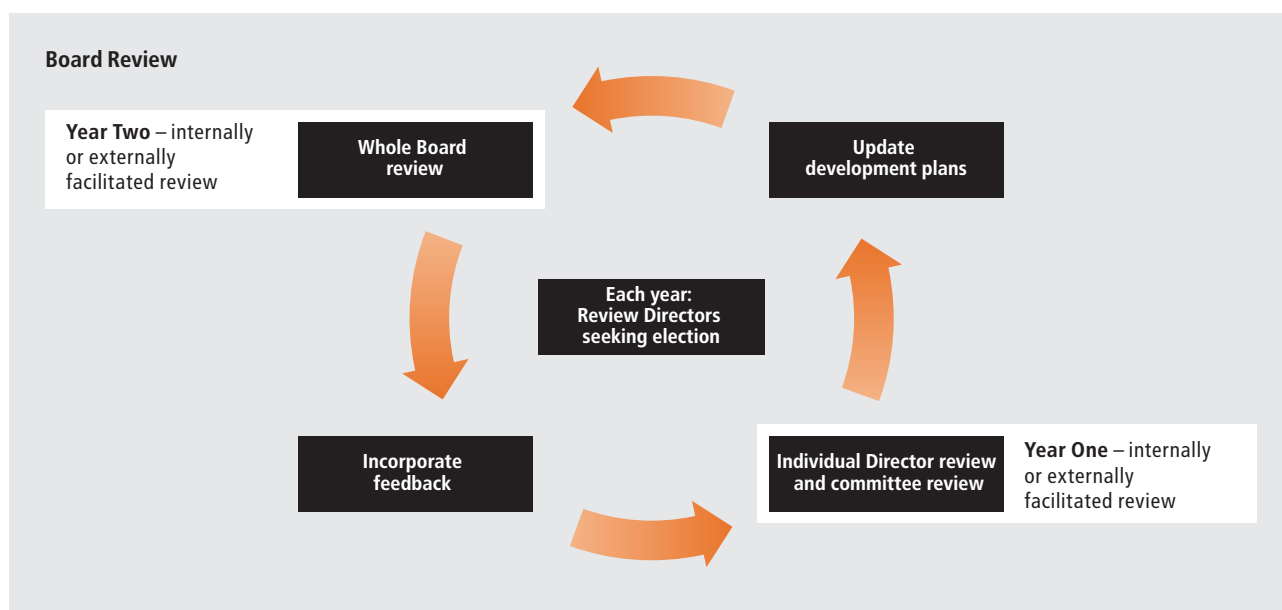 Board Review
Year Two – internally
or externally
facilitated review
Whole Board
review
Update
development plans
Each year:
Review Directors
seeking election
Incorporate
feedback
Individual Director review
and committee review
Year One – internally
or externally
facilitated review